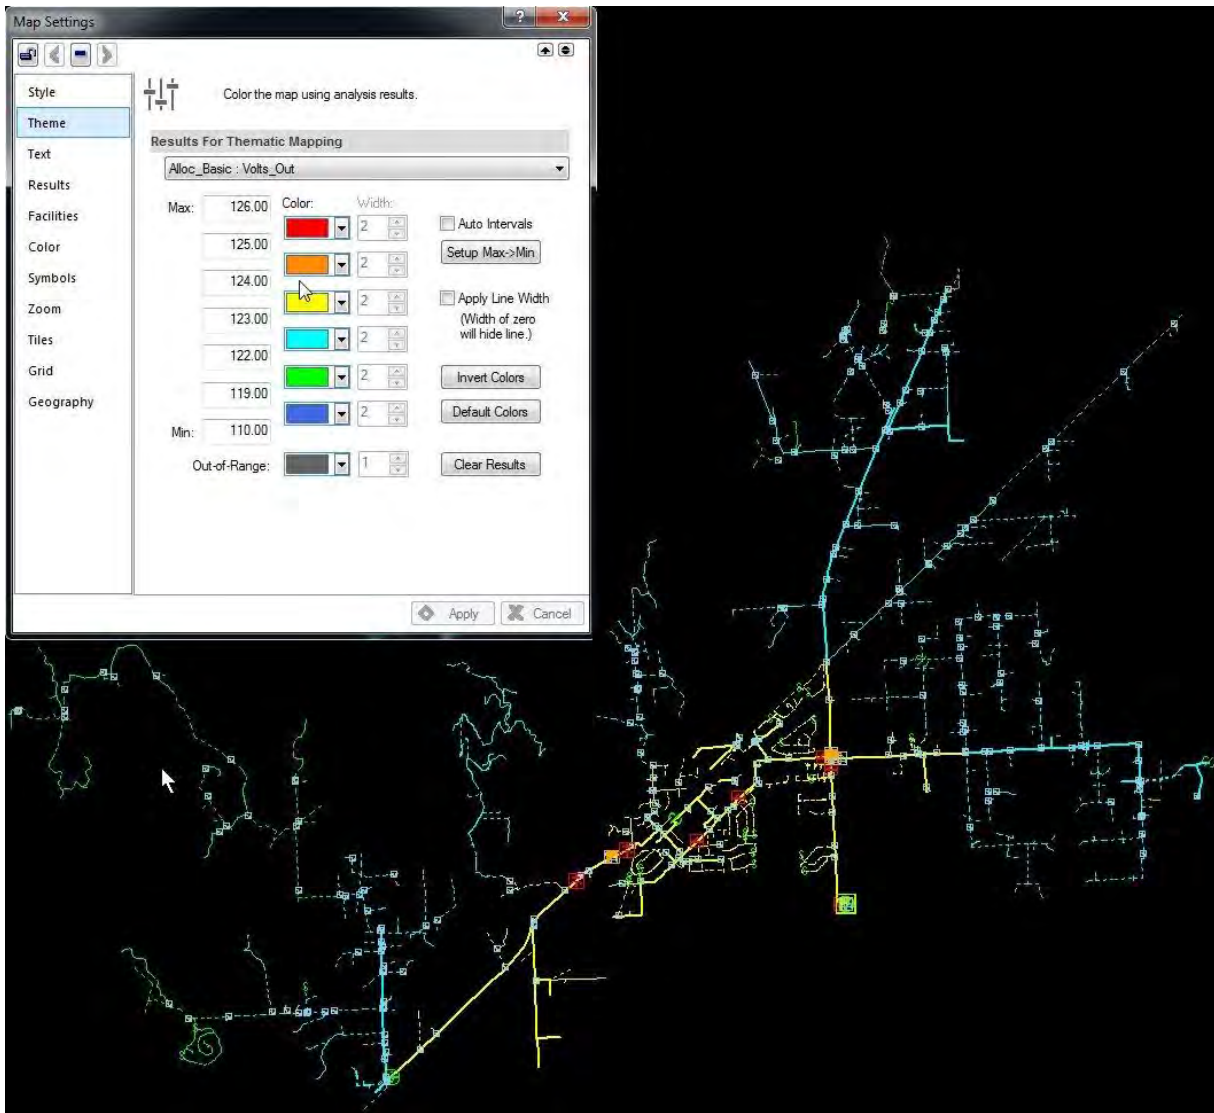 Map Settings
Style
Theme
Text
Results
Facilities
Color
Symbols
Zoom
Tiles
Grid
Geography
Color the map using analysis results.
Results For Thematic Mapping
Alloc_Basic : Volts_Out
Max: 126.00 Color: Width:
2
Auto Intervals
125.00
Setup Max->Min
2
124.00
2
Apply Line Width
123.00
(Width of zero
will hide line.)
2
122.00
2
Invert Colors
119.00
2
Default Colors
Min: 110.00
Out-of-Range: 1
Clear Results
Apply Cancel